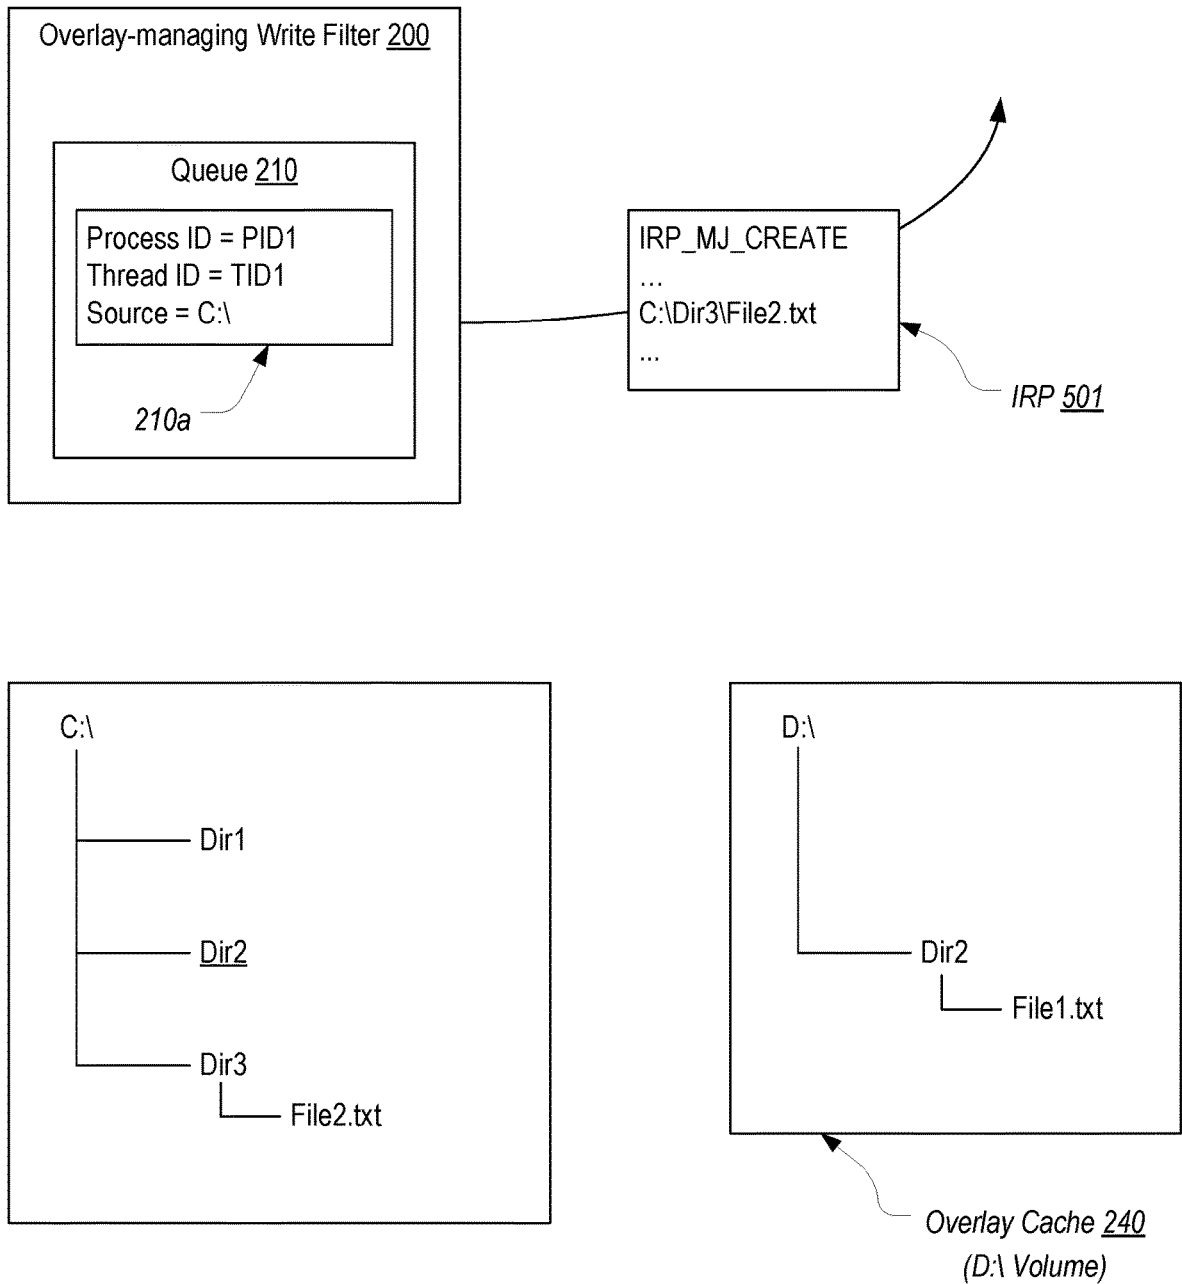 Overlay-managing Write Filter 200
Queue 210
Process ID = PID1
Thread ID = TID1
Source = C:\
210a
IRP_MJ_CREATE
...
C:\Dir3\File2.txt
...
IRP 501
C:\
Dir1
Dir2
Dir3
File2.txt
D:\
Dir2
File1.txt
Overlay Cache 240
(D:\ Volume)